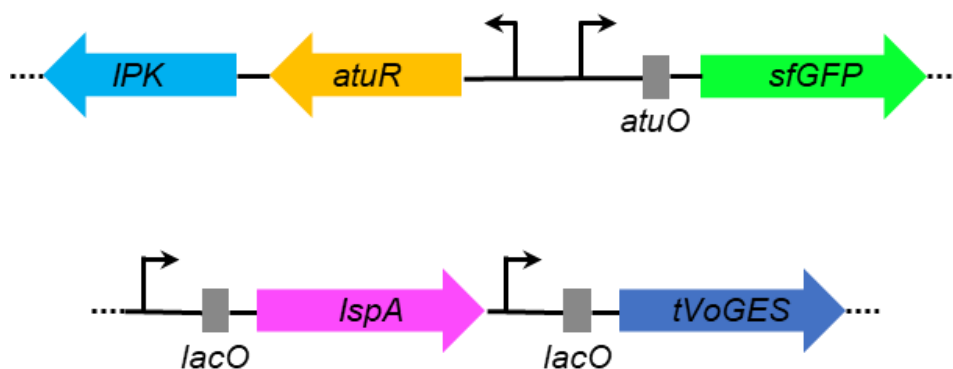 IPK
atuR
sfGFP
atuO
IspA
tVoGES
lacO
lacO